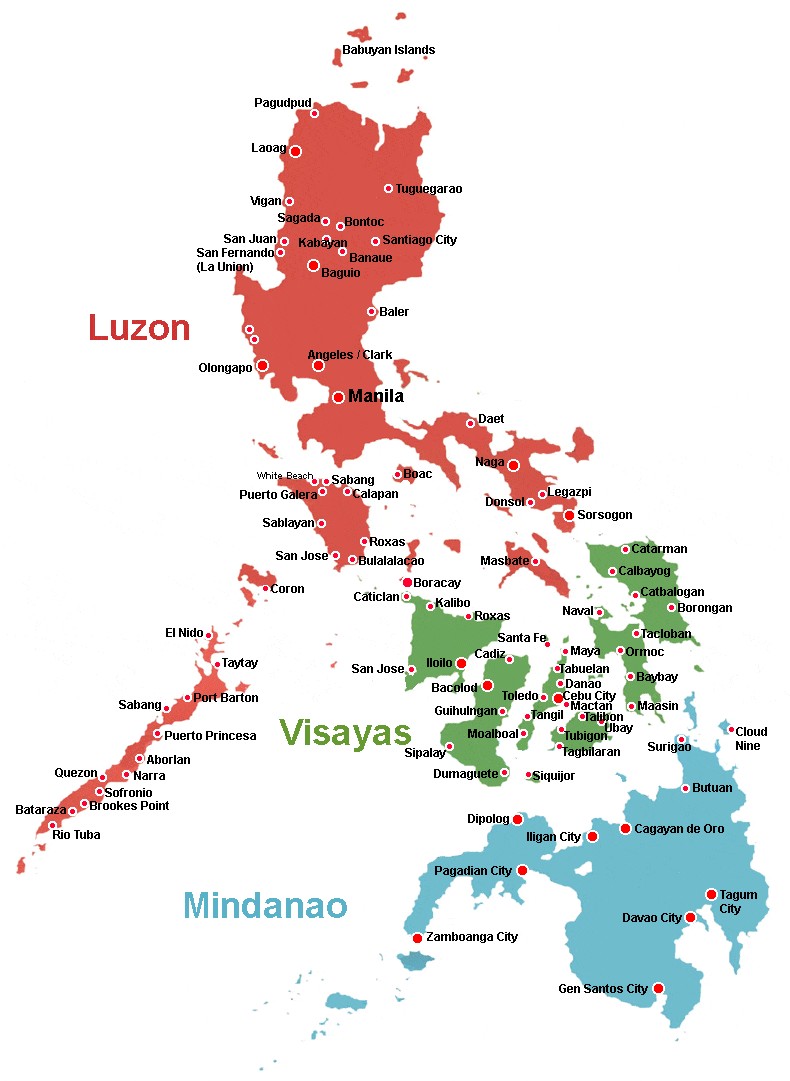 Babuyan Islands
Pagudpud
Laoag
Tuguegarao
Vigan
Sagada
Bontoc
San Juan
Kabayan
Santiago City
San Fernando
(La Union)
Banaue
Baguio
Baler
Luzon
Angeles / Clark
Olongapo
Manila
Daet
Naga
White Beach
Sabang
Boac
Puerto Galera
Calapan
Legazpi
Donsol
Sorsogon
Sablayan
Roxas
San Jose
Bulalalacao
Masbate
Catarman
Calbayog
Coron
Boracay
Caticlan
Kalibo
Roxas
Catbalogan
Naval
Borongan
El Nido
Santa Fe
Tacloban
Taytay
San Jose
Iloilo
Cadiz
Maya
Ormoc
Tabuelan
Baybay
Bacolod
Danao
Port Barton
Sabang
Toledo
Cebu City
Mactan
Maasin
Guihulngan
Tangil
Talibon
Ubay
Visayas
Puerto Princesa
Moalboal
Tubigon
Cloud
Nine
Sipalay
Tagbilaran
Surigao
Aborlan
Quezon
Narra
Dumaguete
Siquijor
Butuan
Sofronio
Brookes Point
Bataraza
Rio Tuba
Dipolog
Iligan City
Cagayan de Oro
Pagadian City
Mindanao
Tagum
City
Davao City
Zamboanga City
Gen Santos City